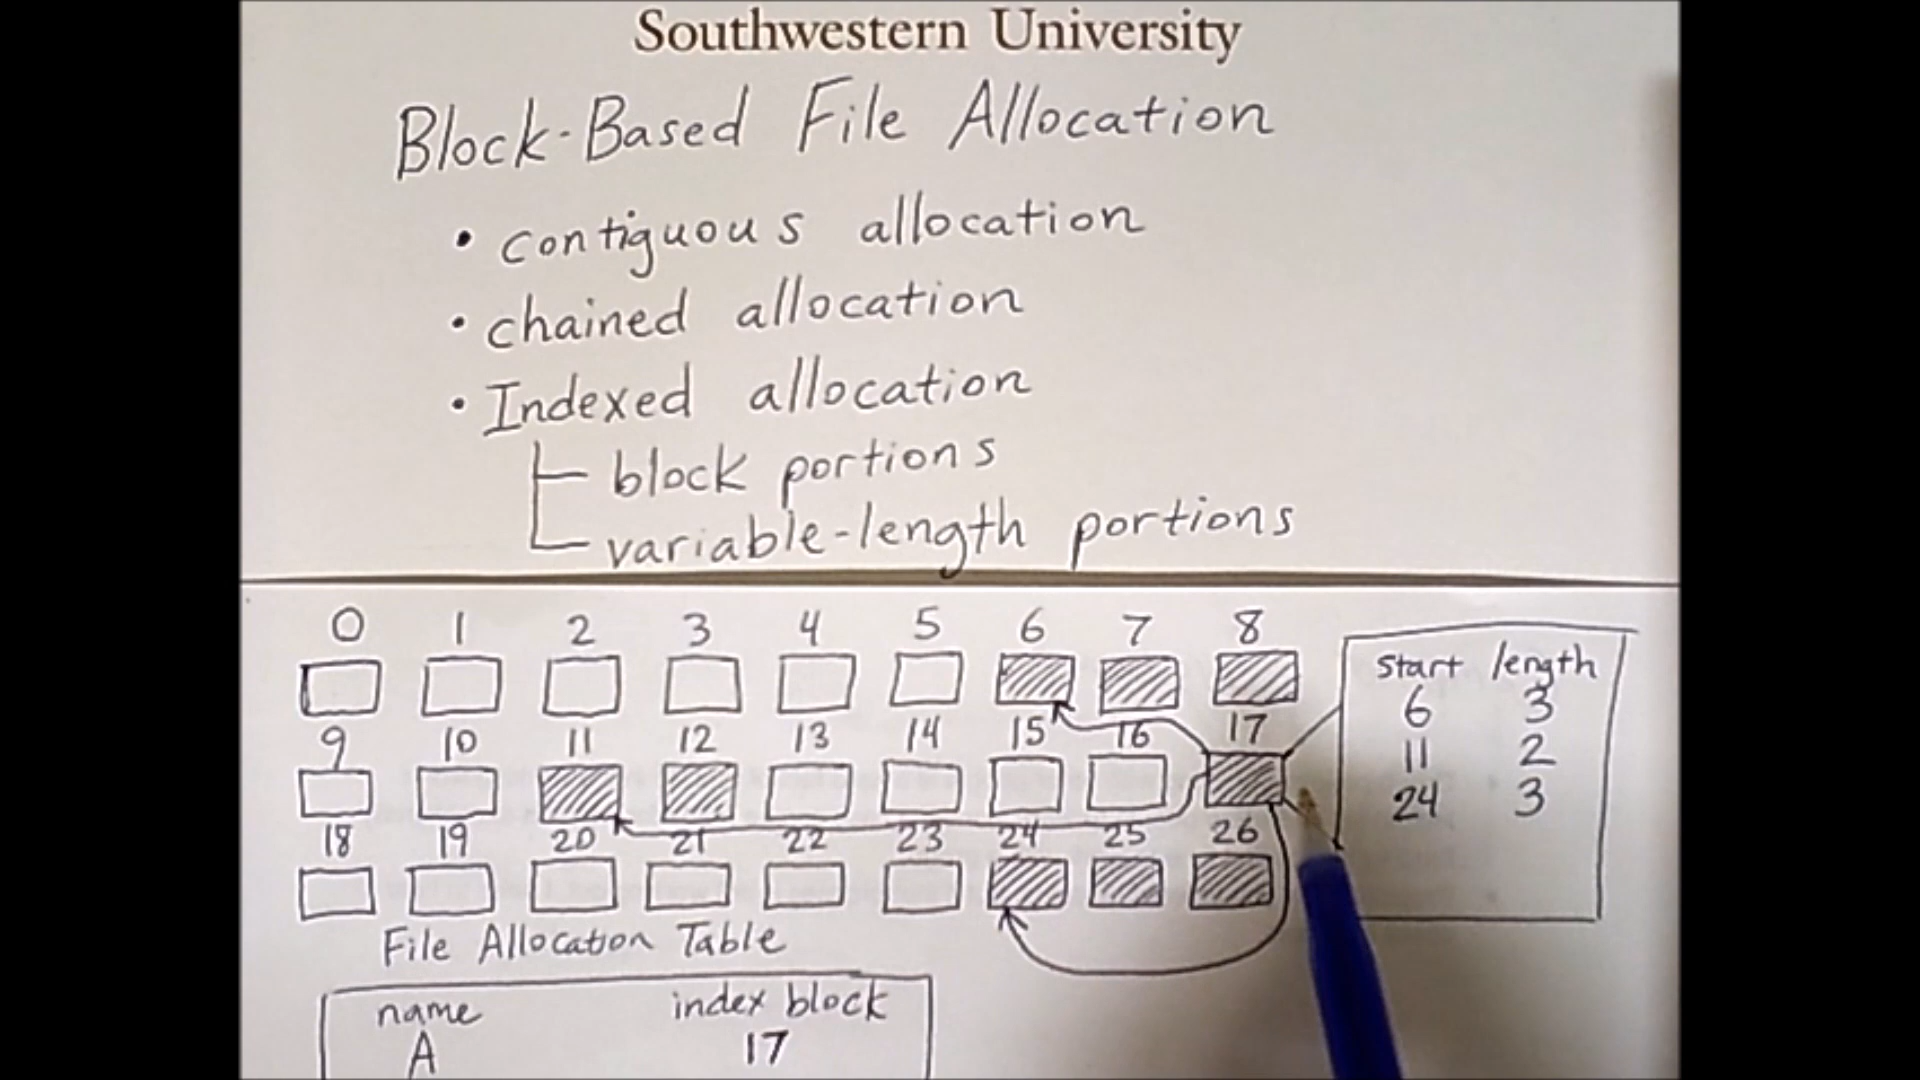 Southwestern University
Block-Based File Allocation
• contiguous allocation
• chained allocation
• Indexed allocation
block portions
variable-length portions
0 1 2 3 4 5 6 7 8
start length
6 3
11 2
24 3
9 10 11 12 13 14 15 16 17
18 19 20 21 22 23 24 25 26
File Allocation Table
name index block
A 17